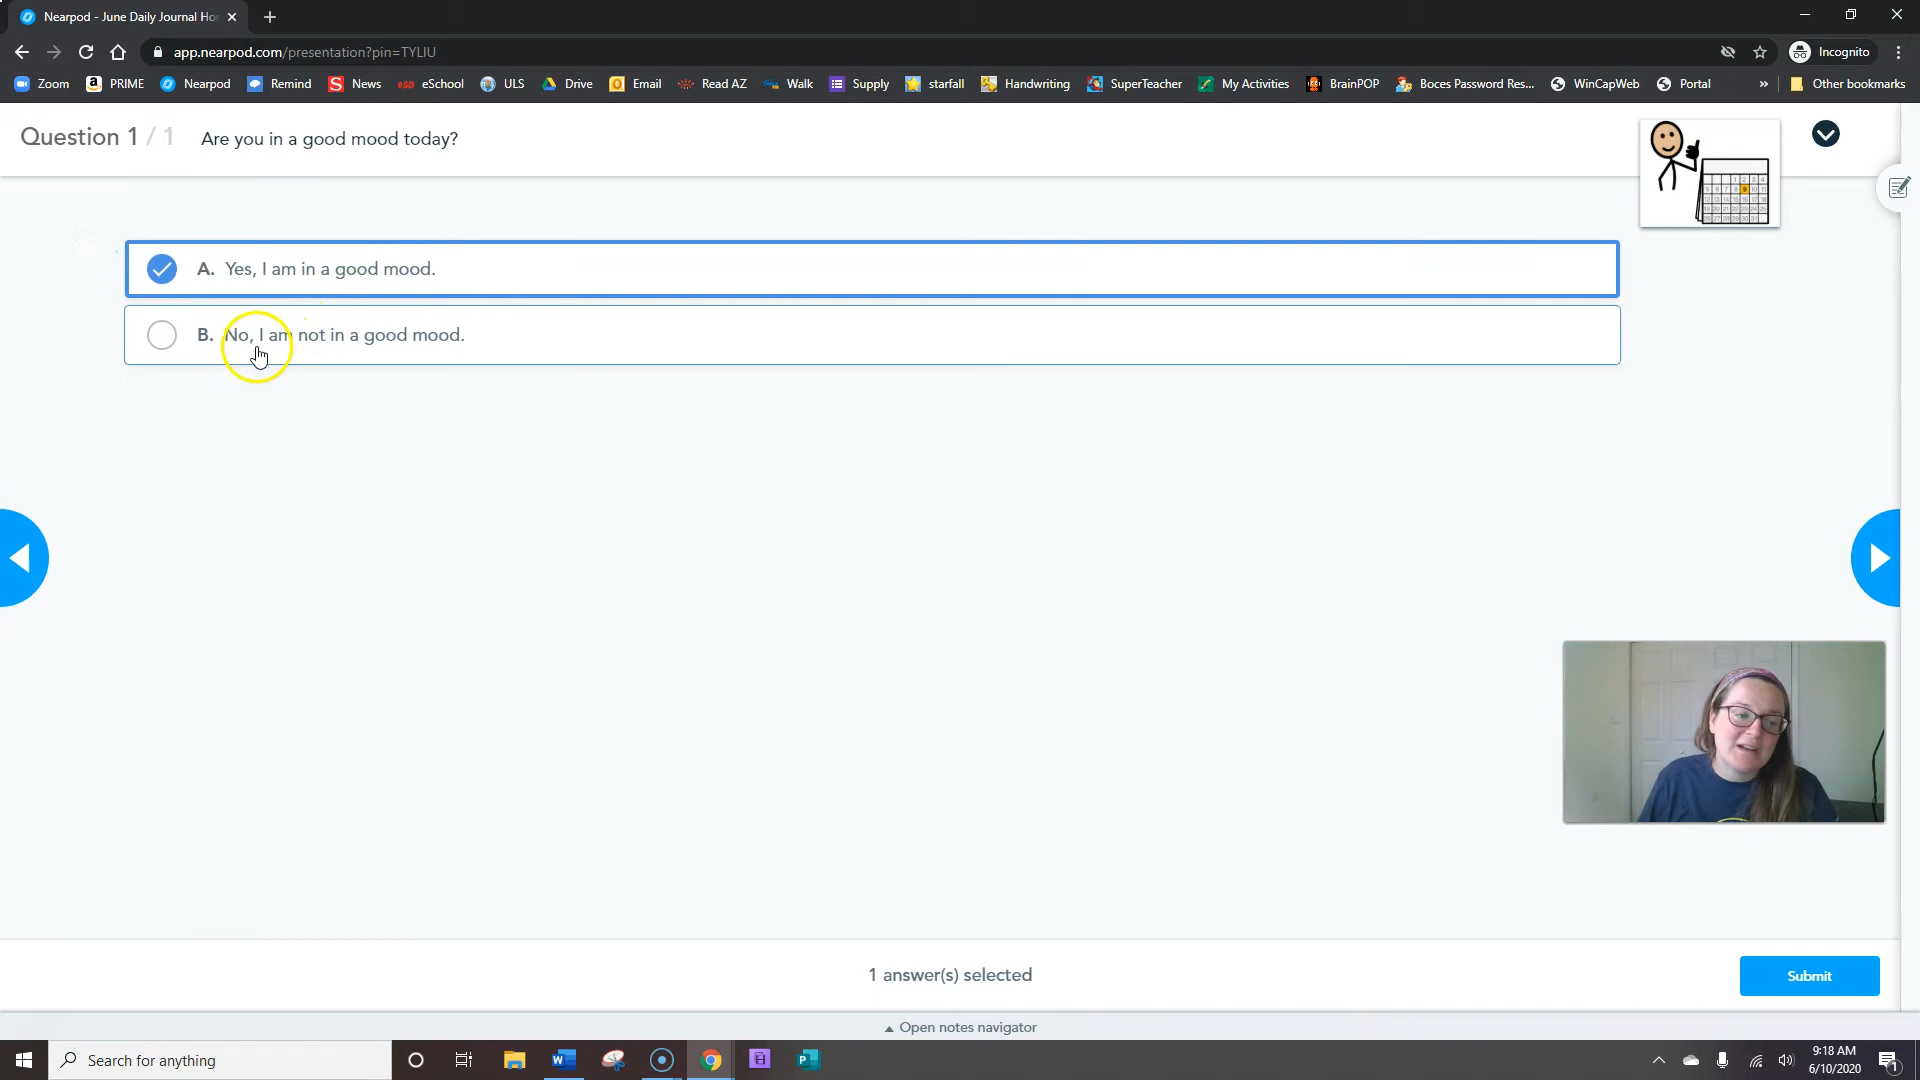 Nearpod - June Daily Journal Ho
app.nearpod.com/presentation?pin=TYLIU
Incognito
Zoom PRIME Nearpod Remind News eSchool ULS Drive Email Read AZ Walk Supply starfall Handwriting SuperTeacher My Activities BrainPOP Boces Password Res... WinCapWeb Portal » Other bookmarks
Question 1 / 1 Are you in a good mood today?
A. Yes, I am in a good mood.
B. No, I am not in a good mood.
1 answer(s) selected
Submit
Open notes navigator
Search for anything
9:18 AM
6/10/2020